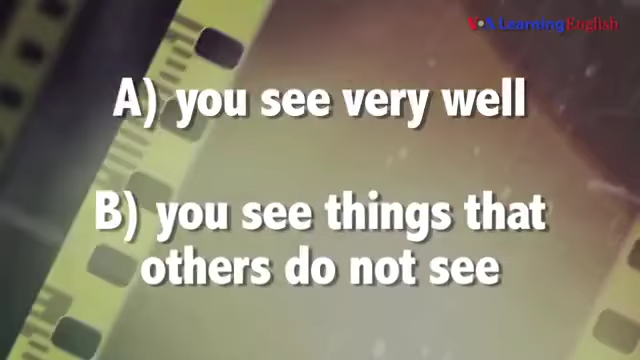 VOA Learning English
A) you see very well
B) you see things that
others do not see